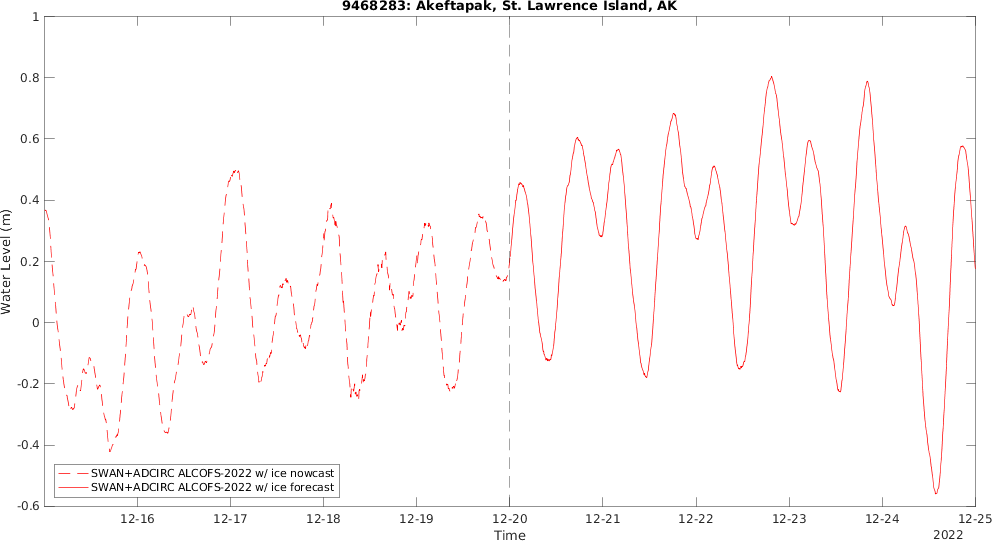 9468283: Akeftapak, St. Lawrence Island, AK
1
0.8
0.6
0.4
0.2
0
-0.2
-0.4
-0.6
Water Level (m)
SWAN+ADCIRC ALCOFS-2022 w/ ice nowcast
SWAN+ADCIRC ALCOFS-2022 w/ ice forecast
12-16 12-17 12-18 12-19 12-20 12-21 12-22 12-23 12-24 12-25
Time
2022